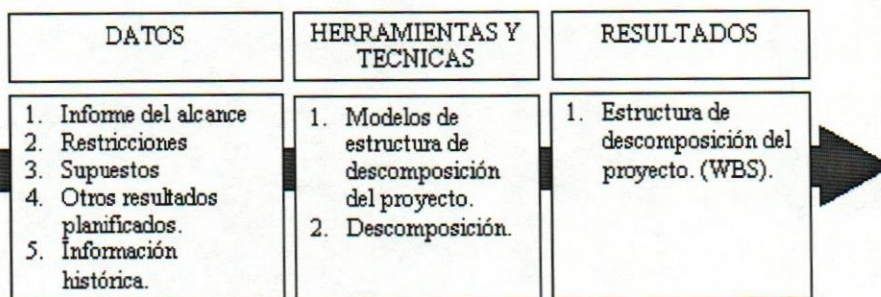 DATOS
HERRAMIENTAS Y
TECNICAS
RESULTADOS
1. Informe del alcance
2. Restricciones
3. Supuestos
4. Otros resultados
planificados.
5. Información
histórica.
1. Modelos de
estructura de
descomposición
del proyecto.
2. Descomposición.
1. Estructura de
descomposición del
proyecto. (WBS).